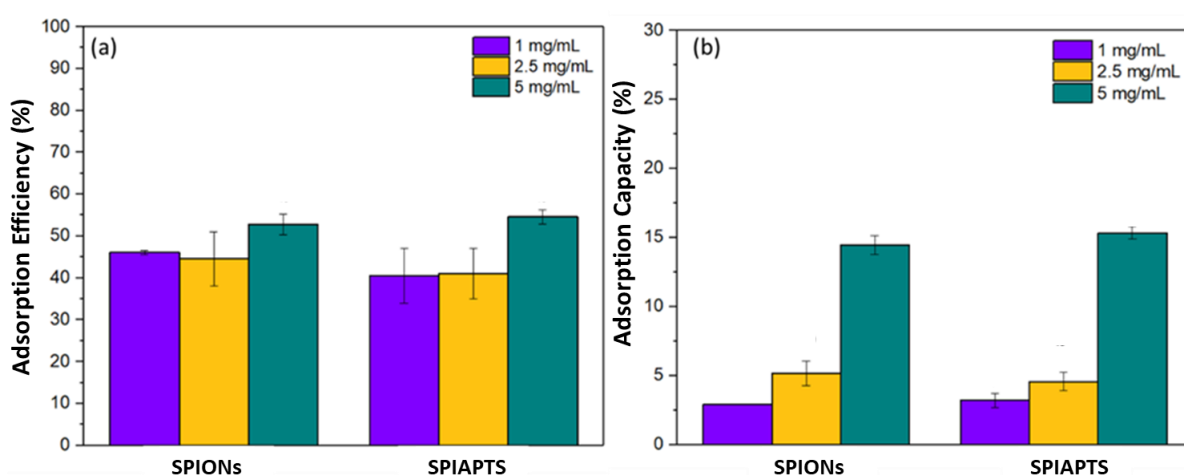 (a)
1 mg/mL
2.5 mg/mL
5 mg/mL
Adsorption Efficiency (%)
100
90
80
70
60
50
40
30
20
10
0
SPIONs SPIAPTS
(b)
1 mg/mL
2.5 mg/mL
5 mg/mL
Adsorption Capacity (%)
30
25
20
15
10
5
0
SPIONs SPIAPTS